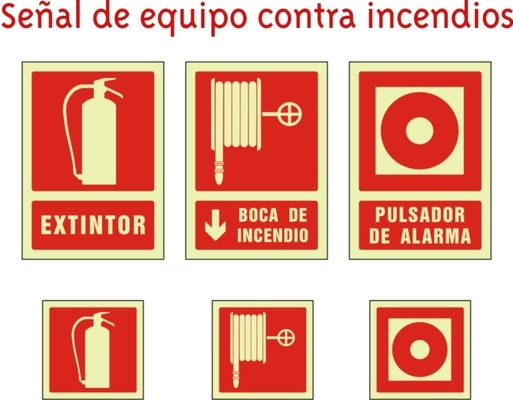 Señal de equipo contra incendios
EXTINTOR
BOCA DE
INCENDIO
PULSADOR
DE ALARMA